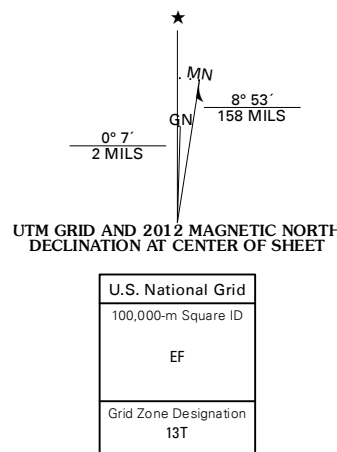 ★
MN
GN
8° 53´
158 MILS
0° 7´
2 MILS
UTM GRID AND 2012 MAGNETIC NORTH
DECLINATION AT CENTER OF SHEET
U.S. National Grid
100,000-m Square ID
EF
Grid Zone Designation
13T